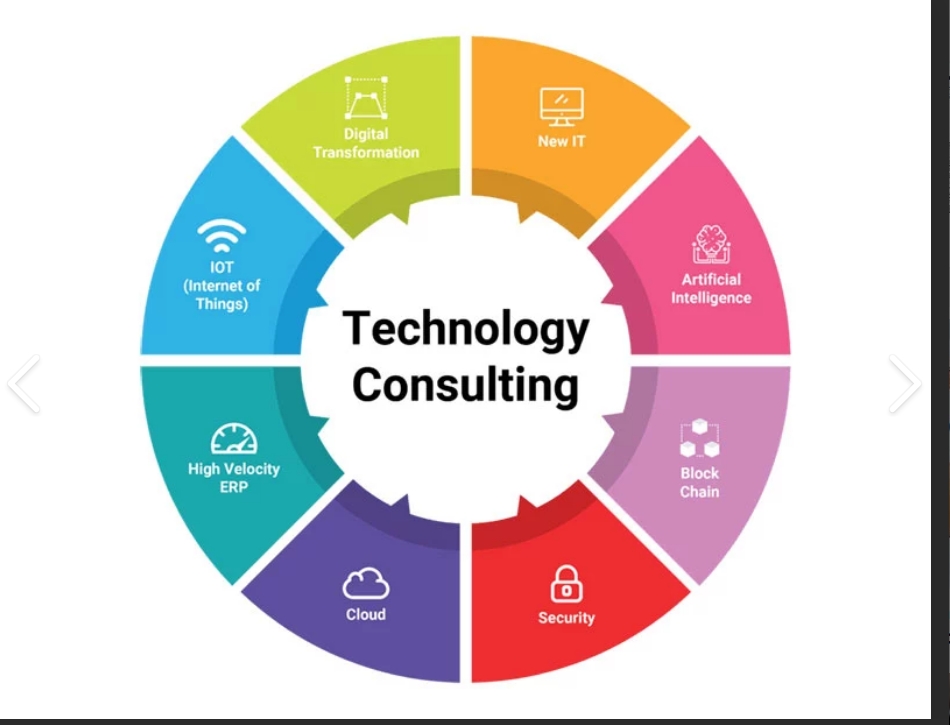 Technology
Consulting
Digital
Transformation
New IT
Artificial
Intelligence
Block
Chain
Security
Cloud
High Velocity
ERP
IOT
(Internet of
Things)